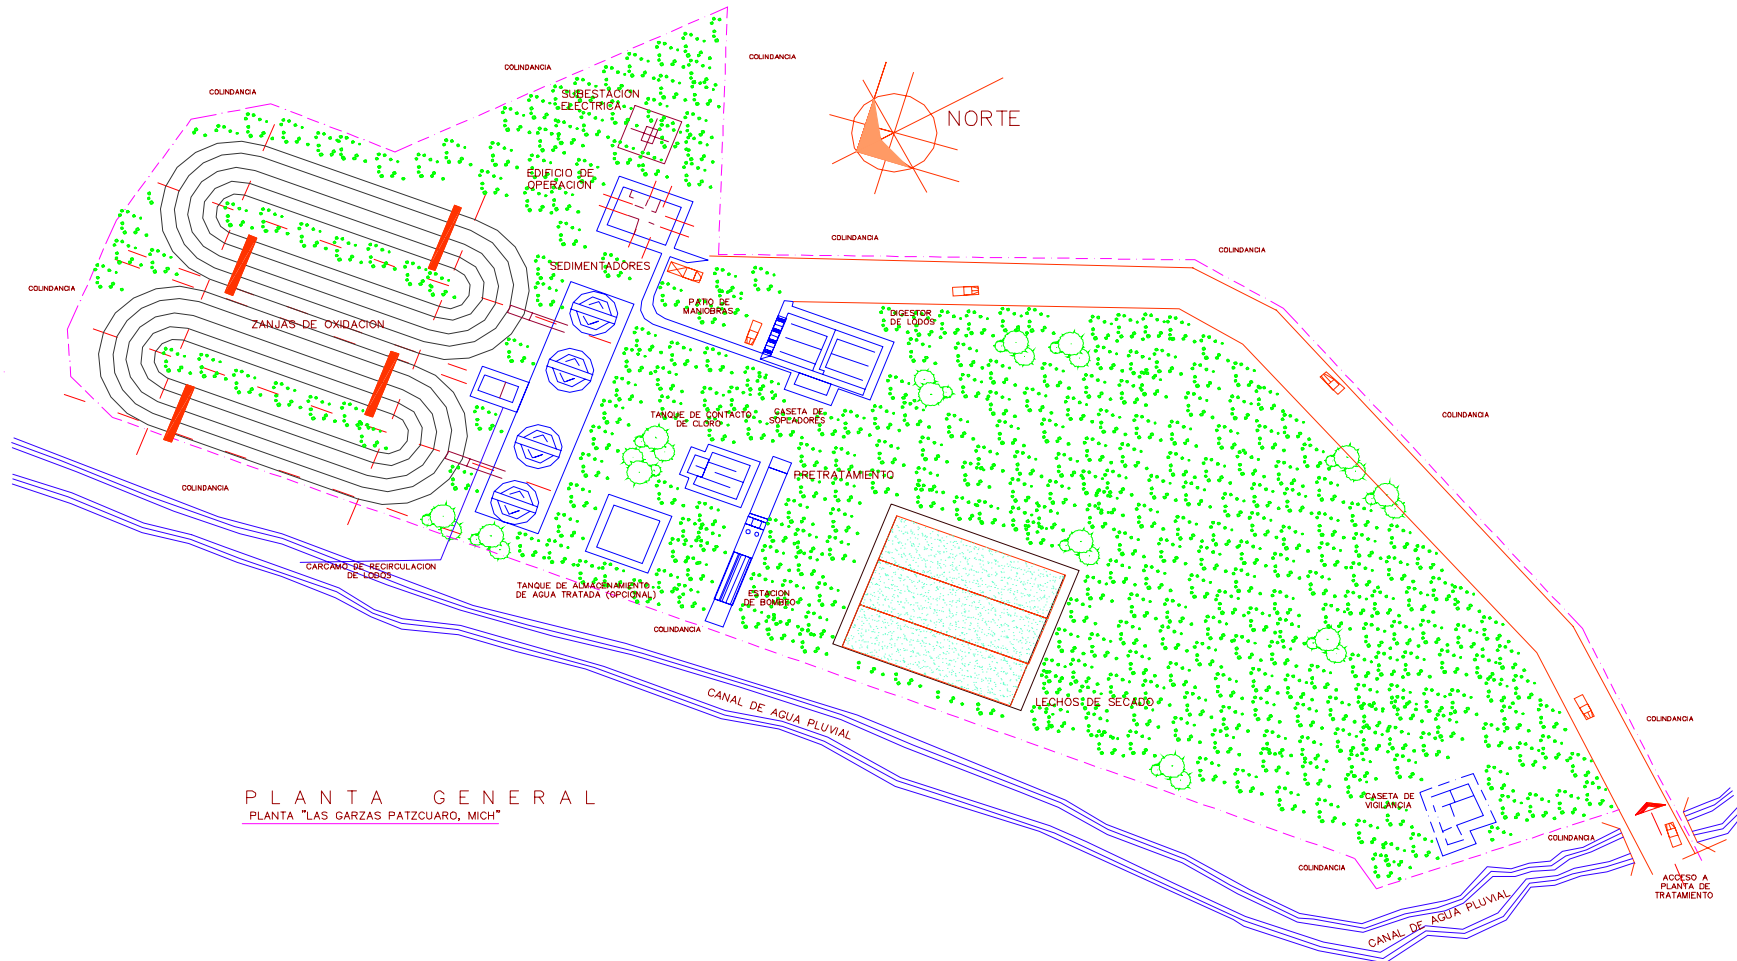 COLINDANCIA
COLINDANCIA
COLINDANCIA
SUBESTACION
ELECTRICA
NORTE
EDIFICIO DE
OPERACION
COLINDANCIA
COLINDANCIA
SEDIMENTADORES
COLINDANCIA
PATIO DE
MANIOBRAS
DIGESTOR
DE LODOS
ZANJAS DE OXIDACION
COLINDANCIA
TANQUE DE CONTACTO
DE CLORO
CASETA DE
SOPLADORES
PRETRATAMIENTO
COLINDANCIA
CARCAMO DE RECIRCULACION
DE LODOS
TANQUE DE ALMACENAMIENTO
DE AGUA TRATADA (OPCIONAL)
ESTACION
DE BOMBEO
COLINDANCIA
CANAL DE AGUA PLUVIAL
LECHOS DE SECADO
COLINDANCIA
PLANTA GENERAL
PLANTA "LAS GARZAS PATZCUARO, MICH"
CASETA DE
VIGILANCIA
COLINDANCIA
COLINDANCIA
ACCESO A
PLANTA DE
TRATAMIENTO
CANAL DE AGUA PLUVIAL